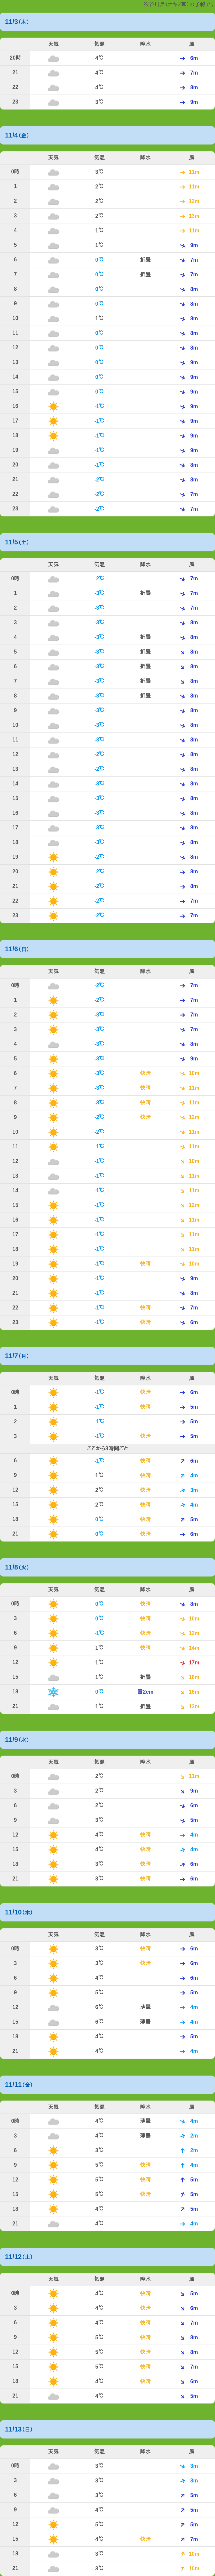 11/3(木)
天気 気温 降水 風
20時 4℃ 6m
21 4℃ 7m
22 4℃ 8m
23 3℃ 9m
11/4(金)
天気 気温 降水 風
0時 3℃ 11m
1 2℃ 11m
2 2℃ 12m
3 2℃ 13m
4 1℃ 11m
5 1℃ 9m
6 0℃ 折曇 7m
7 0℃ 折曇 7m
8 0℃ 8m
9 0℃ 8m
10 1℃ 8m
11 0℃ 8m
12 0℃ 8m
13 0℃ 9m
14 0℃ 9m
15 0℃ 9m
16 -1℃ 9m
17 -1℃ 9m
18 -1℃ 9m
19 -1℃ 9m
20 -1℃ 8m
21 -2℃ 8m
22 -2℃ 7m
23 -2℃ 7m
11/5(土)
天気 気温 降水 風
0時 -2℃ 7m
1 -3℃ 折曇 7m
2 -3℃ 7m
3 -3℃ 8m
4 -3℃ 折曇 8m
5 -3℃ 折曇 8m
6 -3℃ 折曇 8m
7 -3℃ 折曇 8m
8 -3℃ 折曇 8m
9 -3℃ 8m
10 -3℃ 8m
11 -3℃ 8m
12 -2℃ 8m
13 -2℃ 8m
14 -3℃ 8m
15 -3℃ 8m
16 -3℃ 8m
17 -3℃ 8m
18 -3℃ 8m
19 -2℃ 8m
20 -2℃ 8m
21 -2℃ 8m
22 -2℃ 7m
23 -2℃ 7m
11/6(日)
天気 気温 降水 風
0時 -2℃ 7m
1 -2℃ 7m
2 -3℃ 7m
3 -3℃ 7m
4 -3℃ 8m
5 -3℃ 9m
6 -3℃ 快晴 10m
7 -3℃ 快晴 11m
8 -3℃ 快晴 11m
9 -2℃ 快晴 12m
10 -2℃ 11m
11 -1℃ 11m
12 -1℃ 10m
13 -1℃ 11m
14 -1℃ 11m
15 -1℃ 12m
16 -1℃ 11m
17 -1℃ 11m
18 -1℃ 11m
19 -1℃ 快晴 10m
20 -1℃ 9m
21 -1℃ 8m
22 -1℃ 快晴 7m
23 -1℃ 快晴 6m
11/7(月)
天気 気温 降水 風
0時 -1℃ 快晴 6m
1 -1℃ 快晴 5m
2 -1℃ 5m
3 -1℃ 快晴 5m
ここから3時間ごと
6 -1℃ 快晴 6m
9 1℃ 快晴 4m
12 2℃ 快晴 3m
15 2℃ 快晴 4m
18 0℃ 快晴 5m
21 0℃ 快晴 6m
11/8(火)
天気 気温 降水 風
0時 0℃ 快晴 8m
3 0℃ 快晴 10m
6 -1℃ 快晴 12m
9 1℃ 快晴 14m
12 1℃ 17m
15 1℃ 折曇 16m
18 0℃ 雪2cm 16m
21 1℃ 折曇 13m
11/9(水)
天気 気温 降水 風
0時 2℃ 11m
3 2℃ 9m
6 2℃ 6m
9 3℃ 5m
12 4℃ 快晴 4m
15 4℃ 快晴 4m
18 3℃ 快晴 6m
21 3℃ 快晴 6m
11/10(木)
天気 気温 降水 風
0時 3℃ 快晴 6m
3 3℃ 快晴 6m
6 4℃ 6m
9 5℃ 5m
12 6℃ 薄曇 4m
15 6℃ 薄曇 4m
18 4℃ 5m
21 4℃ 4m
11/11(金)
天気 気温 降水 風
0時 4℃ 薄曇 4m
3 4℃ 薄曇 2m
6 3℃ 2m
9 5℃ 快晴 4m
12 5℃ 快晴 5m
15 5℃ 快晴 5m
18 4℃ 5m
21 4℃ 4m
11/12(土)
天気 気温 降水 風
0時 4℃ 快晴 5m
3 4℃ 快晴 6m
6 4℃ 快晴 7m
9 5℃ 快晴 8m
12 5℃ 快晴 8m
15 5℃ 快晴 7m
18 4℃ 快晴 6m
21 4℃ 5m
11/13(日)
天気 気温 降水 風
0時 3℃ 3m
3 3℃ 3m
6 3℃ 5m
9 4℃ 5m
12 5℃ 5m
15 4℃ 快晴 7m
18 3℃ 10m
21 3℃ 10m